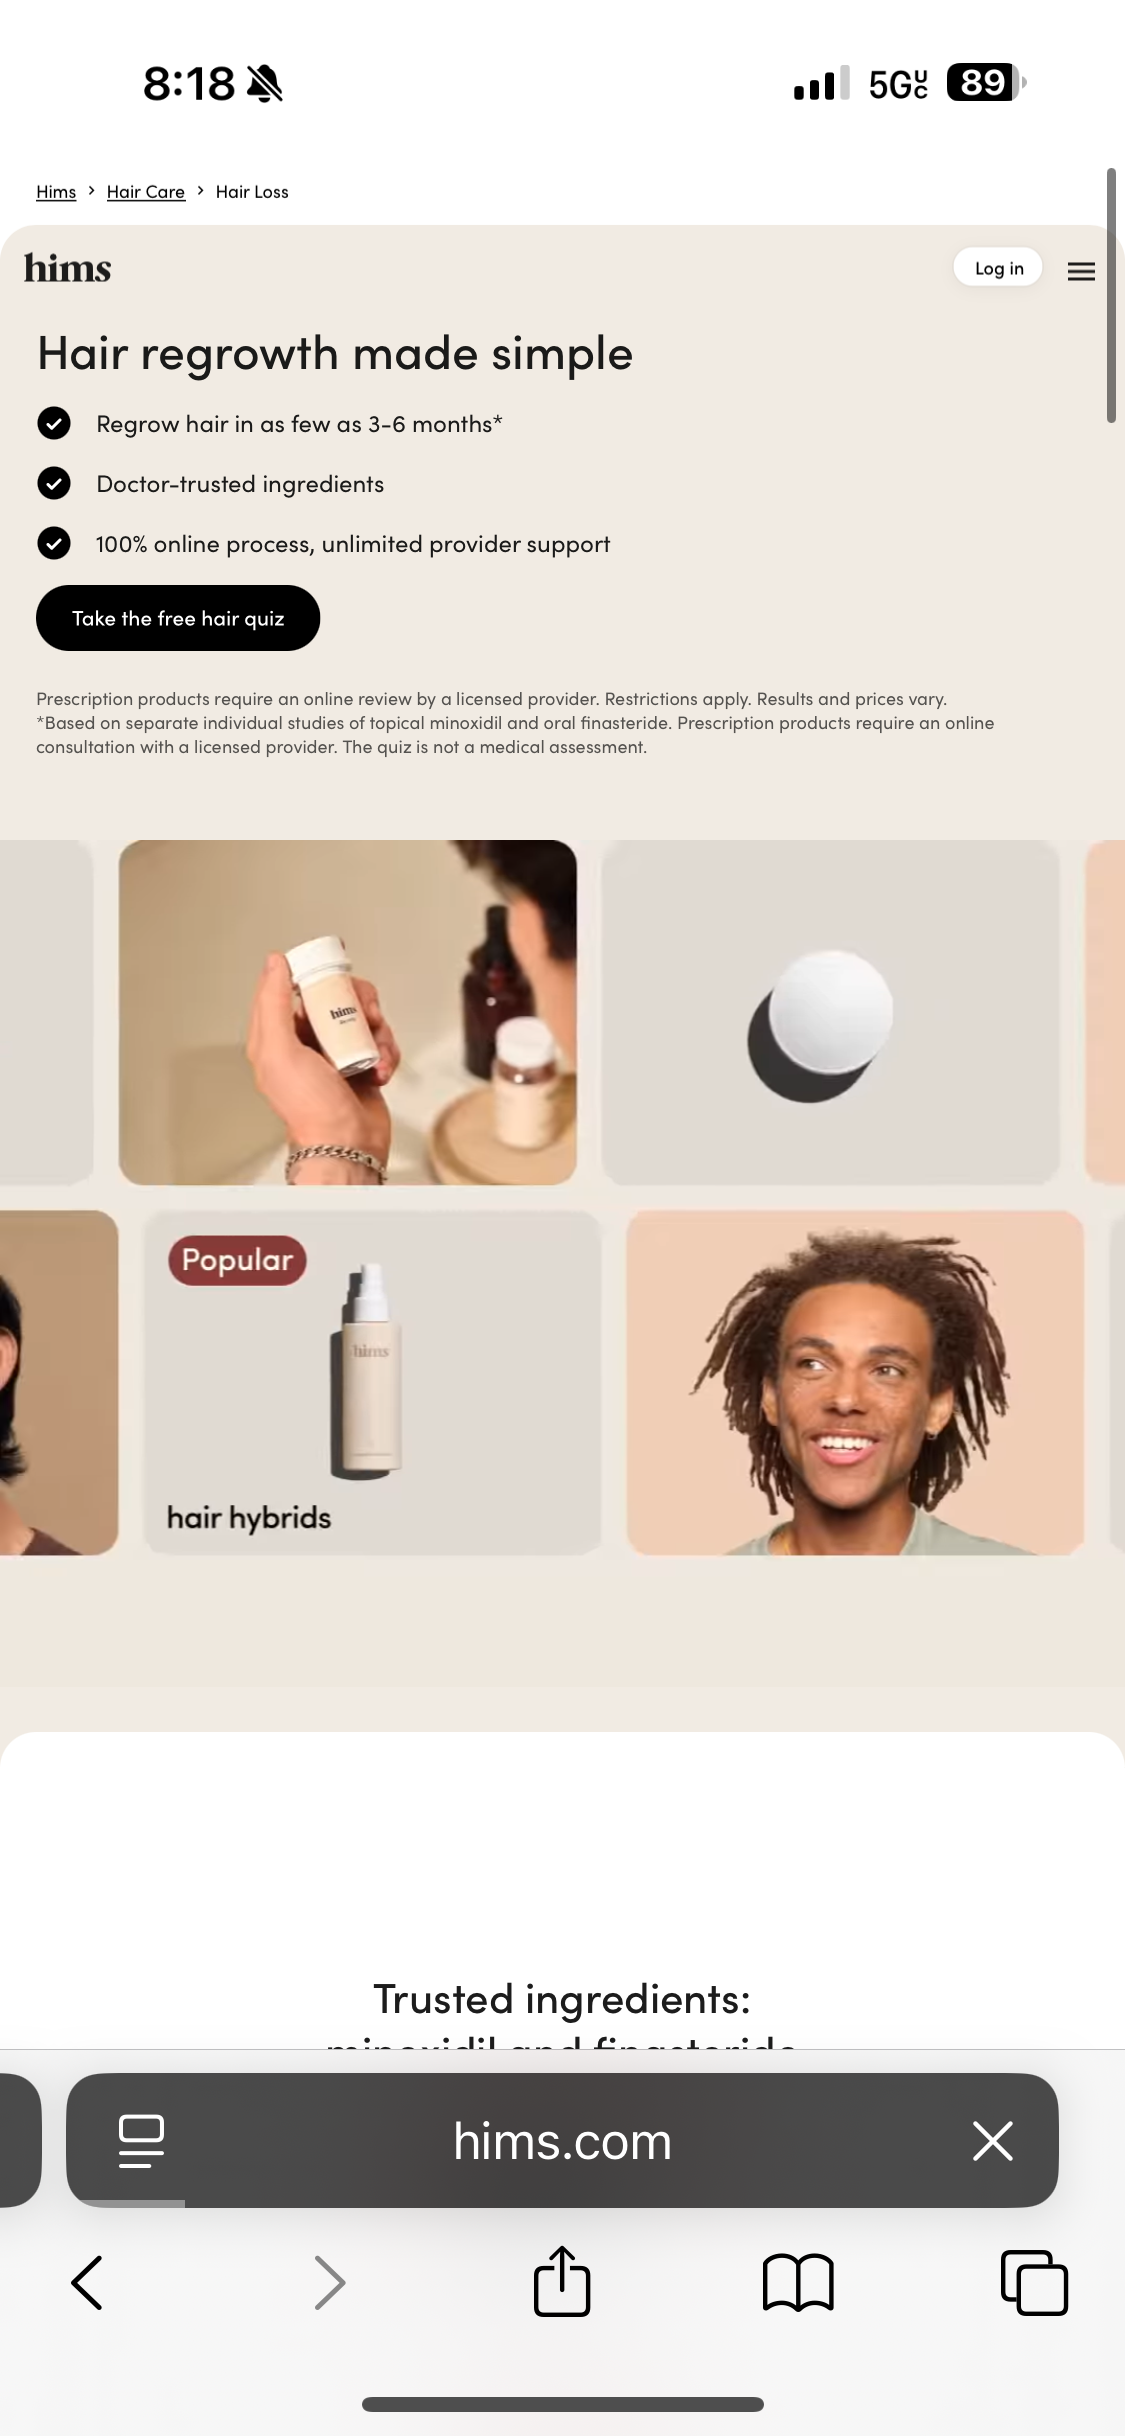 8:18
5G UC
89
Hims > Hair Care > Hair Loss
hims
Log in
Hair regrowth made simple
Regrow hair in as few as 3-6 months*
Doctor-trusted ingredients
100% online process, unlimited provider support
Take the free hair quiz
Prescription products require an online review by a licensed provider. Restrictions apply. Results and prices vary.
*Based on separate individual studies of topical minoxidil and oral finasteride. Prescription products require an online
consultation with a licensed provider. The quiz is not a medical assessment.
hims
Popular
hims
hair hybrids
Trusted ingredients:
minoxidil and finasteride
hims.com